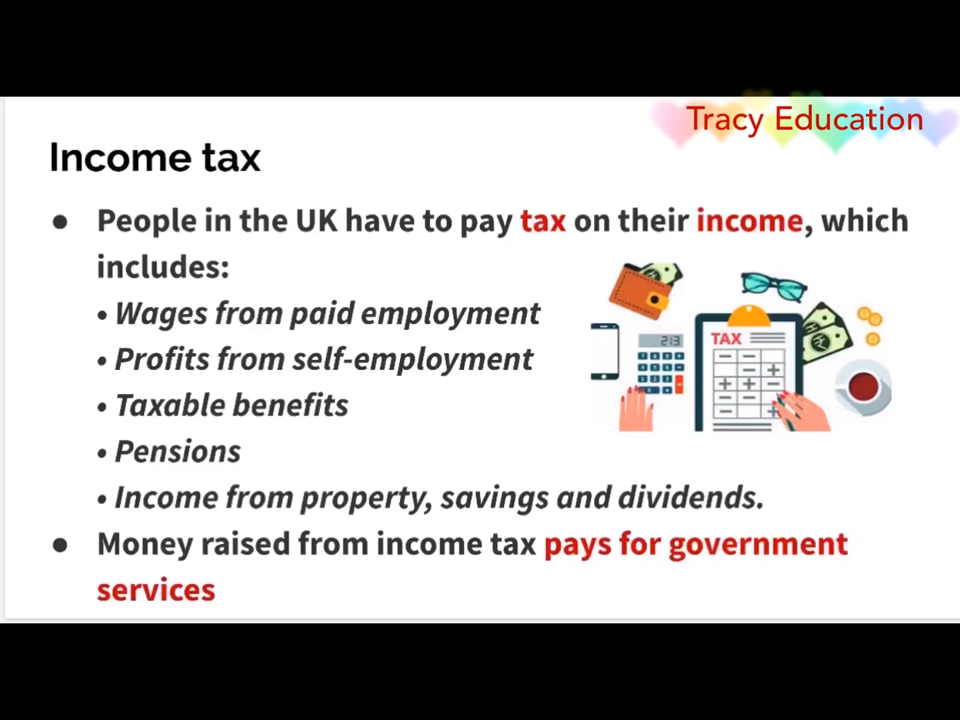 Tracy Education
Income tax
● People in the UK have to pay tax on their income, which
includes:
• Wages from paid employment
• Profits from self-employment
• Taxable benefits
• Pensions
• Income from property, savings and dividends.
● Money raised from income tax pays for government
services
TAX
213